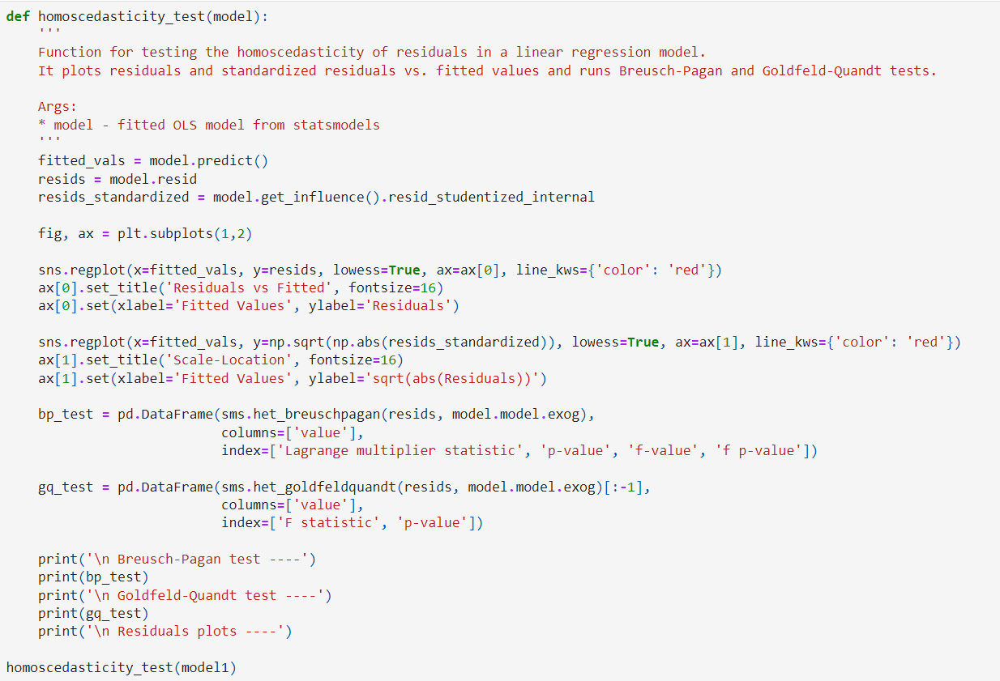 def homoscedasticity_test(model):
    '''
    Function for testing the homoscedasticity of residuals in a linear regression model.
    It plots residuals and standardized residuals vs. fitted values and runs Breusch-Pagan and Goldfeld-Quandt tests.

    Args:
    * model - fitted OLS model from statsmodels
    '''
    fitted_vals = model.predict()
    resids = model.resid
    resids_standardized = model.get_influence().resid_studentized_internal

    fig, ax = plt.subplots(1,2)

    sns.regplot(x=fitted_vals, y=resids, lowess=True, ax=ax[0], line_kws={'color': 'red'})
    ax[0].set_title('Residuals vs Fitted', fontsize=16)
    ax[0].set(xlabel='Fitted Values', ylabel='Residuals')

    sns.regplot(x=fitted_vals, y=np.sqrt(np.abs(resids_standardized)), lowess=True, ax=ax[1], line_kws={'color': 'red'})
    ax[1].set_title('Scale-Location', fontsize=16)
    ax[1].set(xlabel='Fitted Values', ylabel='sqrt(abs(Residuals))')

    bp_test = pd.DataFrame(sms.het_breuschpagan(resids, model.model.exog),
                           columns=['value'],
                           index=['Lagrange multiplier statistic', 'p-value', 'f-value', 'f p-value'])

    gq_test = pd.DataFrame(sms.het_goldfeldquandt(resids, model.model.exog)[:-1],
                           columns=['value'],
                           index=['F statistic', 'p-value'])

    print('\n Breusch-Pagan test ----')
    print(bp_test)
    print('\n Goldfeld-Quandt test ----')
    print(gq_test)
    print('\n Residuals plots ----')

homoscedasticity_test(model1)